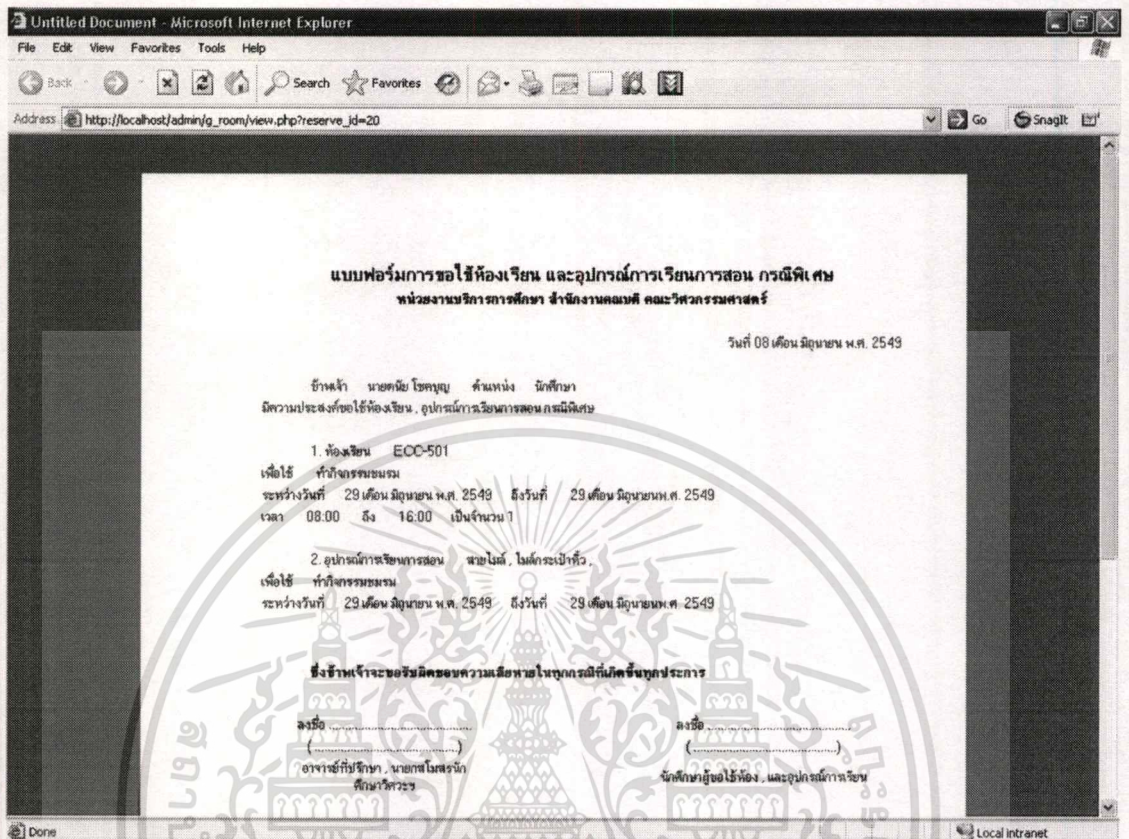 Untitled Document - Microsoft Internet Explorer
File Edit View Favorites Tools Help
Back Search Favorites
Address http://localhost/admin/g_room/view.php?reserve_id=20 Go SnagIt
แบบฟอร์มการขอใช้ห้องเรียน และอุปกรณ์การเรียนการสอน กรณีพิเศษ
หน่วยงานบริการการศึกษา สำนักงานคณบดี คณะวิศวกรรมศาสตร์
วันที่ 08 เดือน มิถุนายน พ.ศ. 2549
ข้าพเจ้า นายดนัย โชคบุญ ตำแหน่ง นักศึกษา
มีความประสงค์ขอใช้ห้องเรียน , อุปกรณ์การเรียนการสอน กรณีพิเศษ
1. ห้องเรียน ECC-501
เพื่อใช้ ทำกิจกรรมชมรม
ระหว่างวันที่ 29 เดือน มิถุนายน พ.ศ. 2549 ถึงวันที่ 29 เดือน มิถุนายนพ.ศ. 2549
เวลา 08:00 ถึง 16:00 เป็นจำนวน 1
2. อุปกรณ์การเรียนการสอน สายไมล์ , ไมล์กระเป๋าหิ้ว ,
เพื่อใช้ ทำกิจกรรมชมรม
ระหว่างวันที่ 29 เดือน มิถุนายน พ.ศ. 2549 ถึงวันที่ 29 เดือน มิถุนายนพ.ศ. 2549
ซึ่งข้าพเจ้าจะขอรับผิดชอบความเสียหายในทุกกรณีที่เกิดขึ้นทุกประการ
ลงชื่อ .................................... ลงชื่อ ....................................
(....................................) (....................................)
อาจารย์ที่ปรึกษา , นายกสโมสรนัก นักศึกษาผู้ขอใช้ห้อง , และอุปกรณ์การเรียน
ศึกษาวิศวะฯ
Done Local intranet